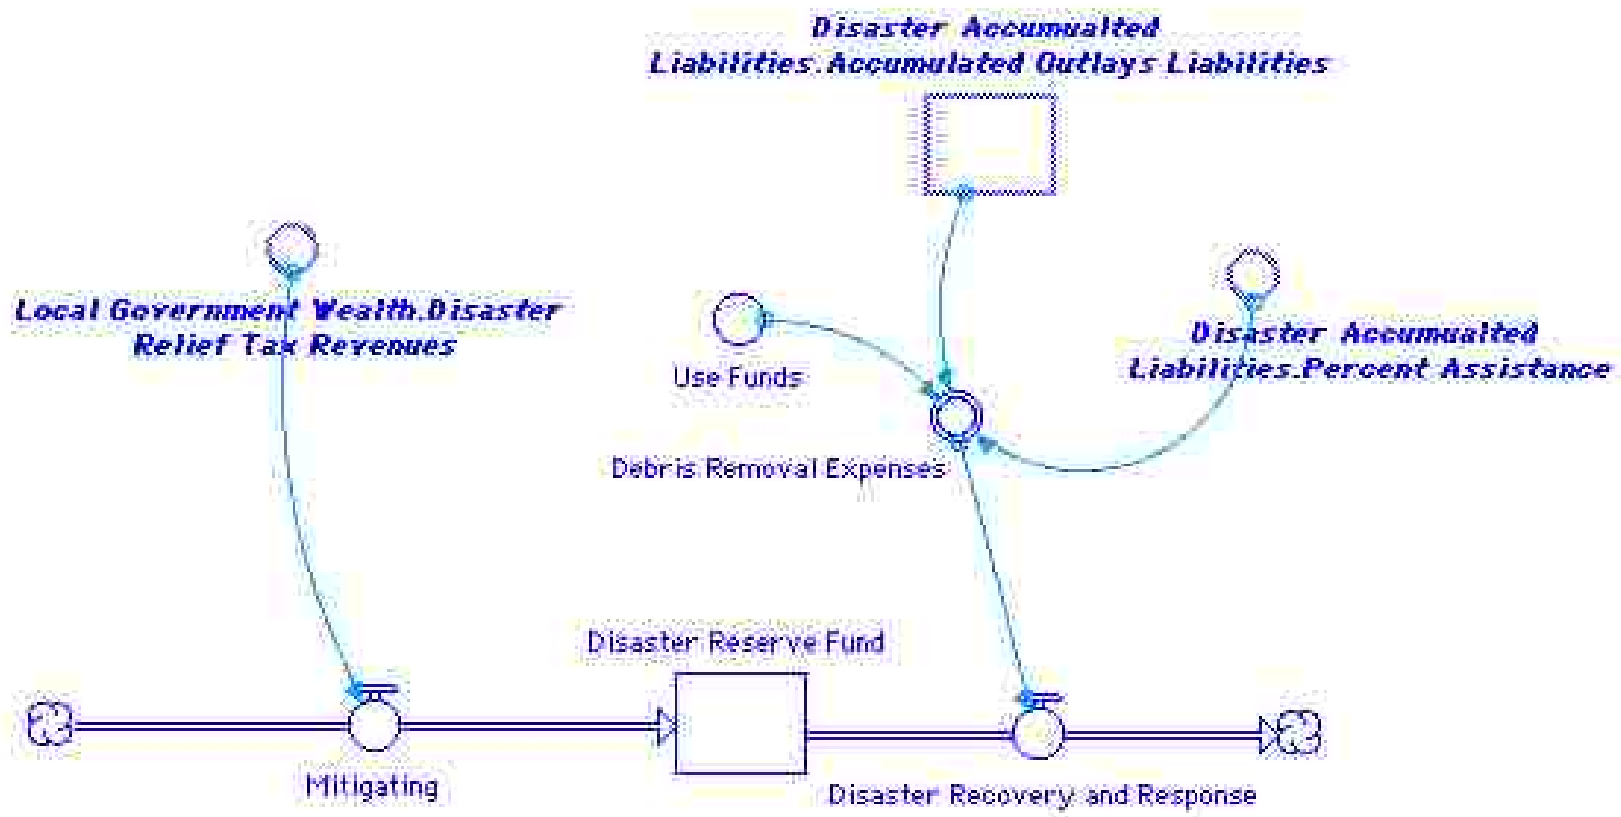 Disaster Accumualted
Liabilities.Accumulated Outlays Liabilities
Local Government Wealth.Disaster
Relief Tax Revenues
Use Funds
Disaster Accumualted
Liabilities.Percent Assistance
Debris Removal Expenses
Disaster Reserve Fund
Mitigating
Disaster Recovery and Response